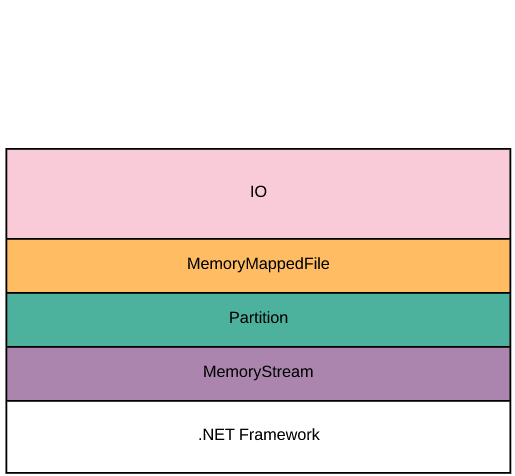 IO
MemoryMappedFile
Partition
MemoryStream
.NET Framework